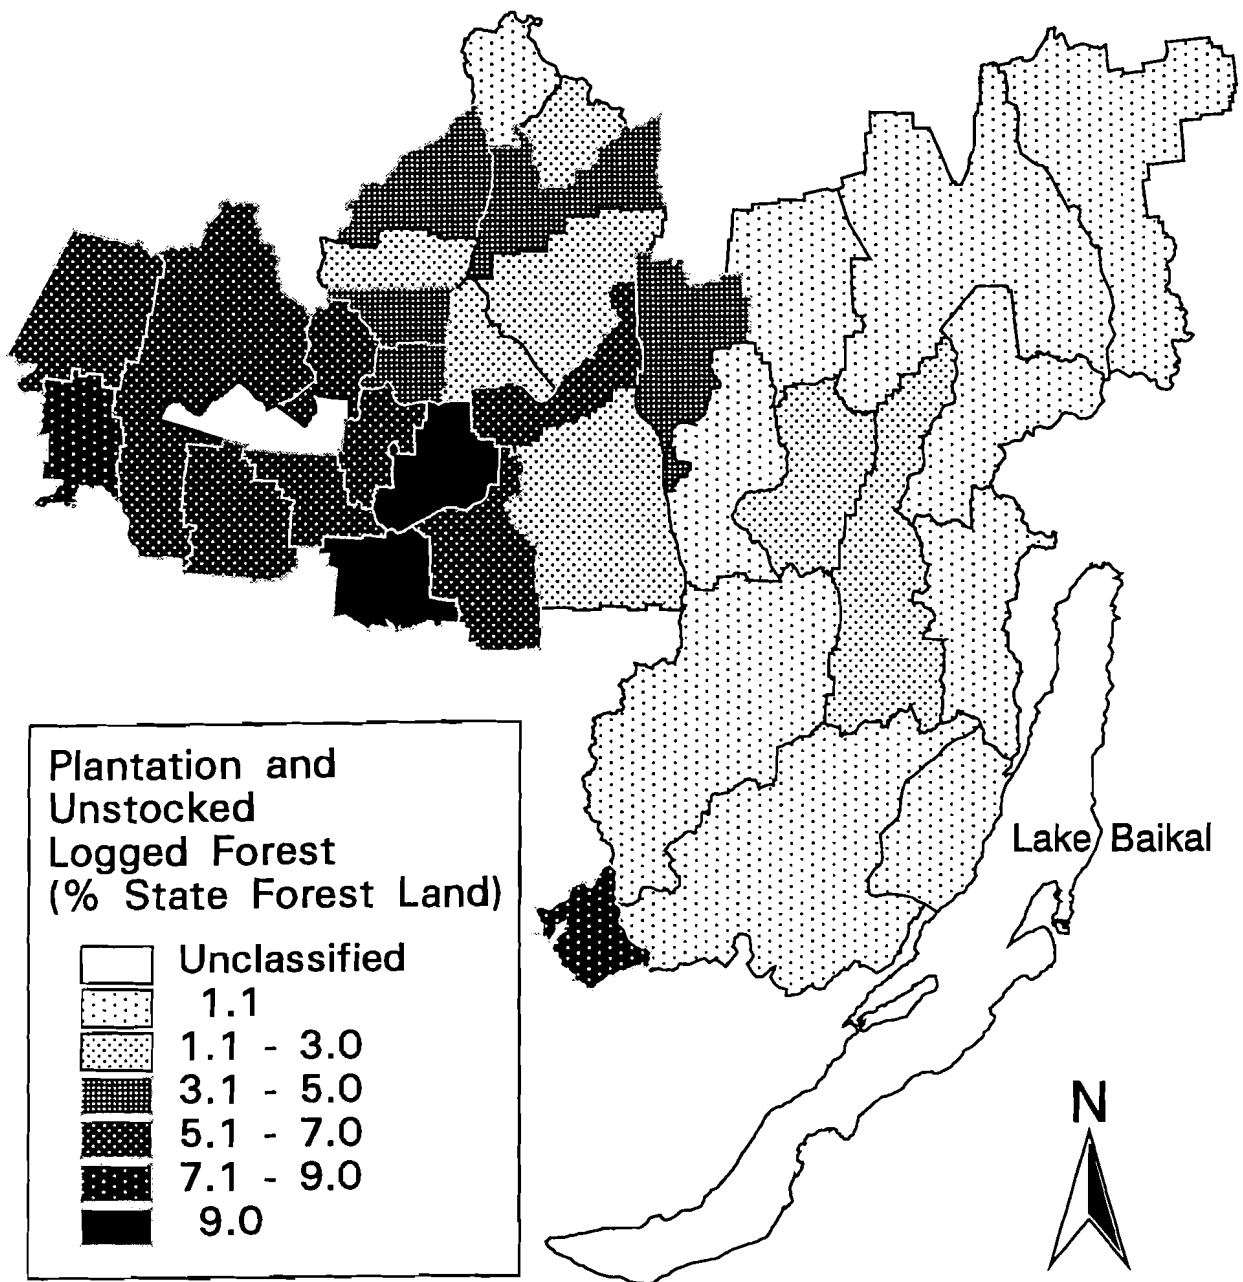 Lake Baikal
Plantation and
Unstocked
Logged Forest
(% State Forest Land)
Unclassified
1.1
1.1 - 3.0
3.1 - 5.0
5.1 - 7.0
7.1 - 9.0
9.0
N